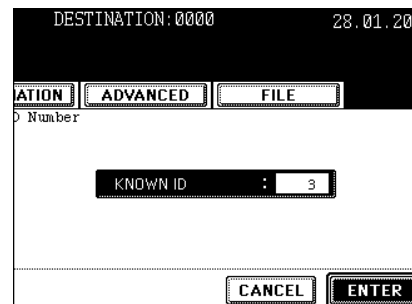 DESTINATION:0000 28.01.20
ATION ADVANCED FILE
Number
KNOWN ID : 3
CANCEL ENTER